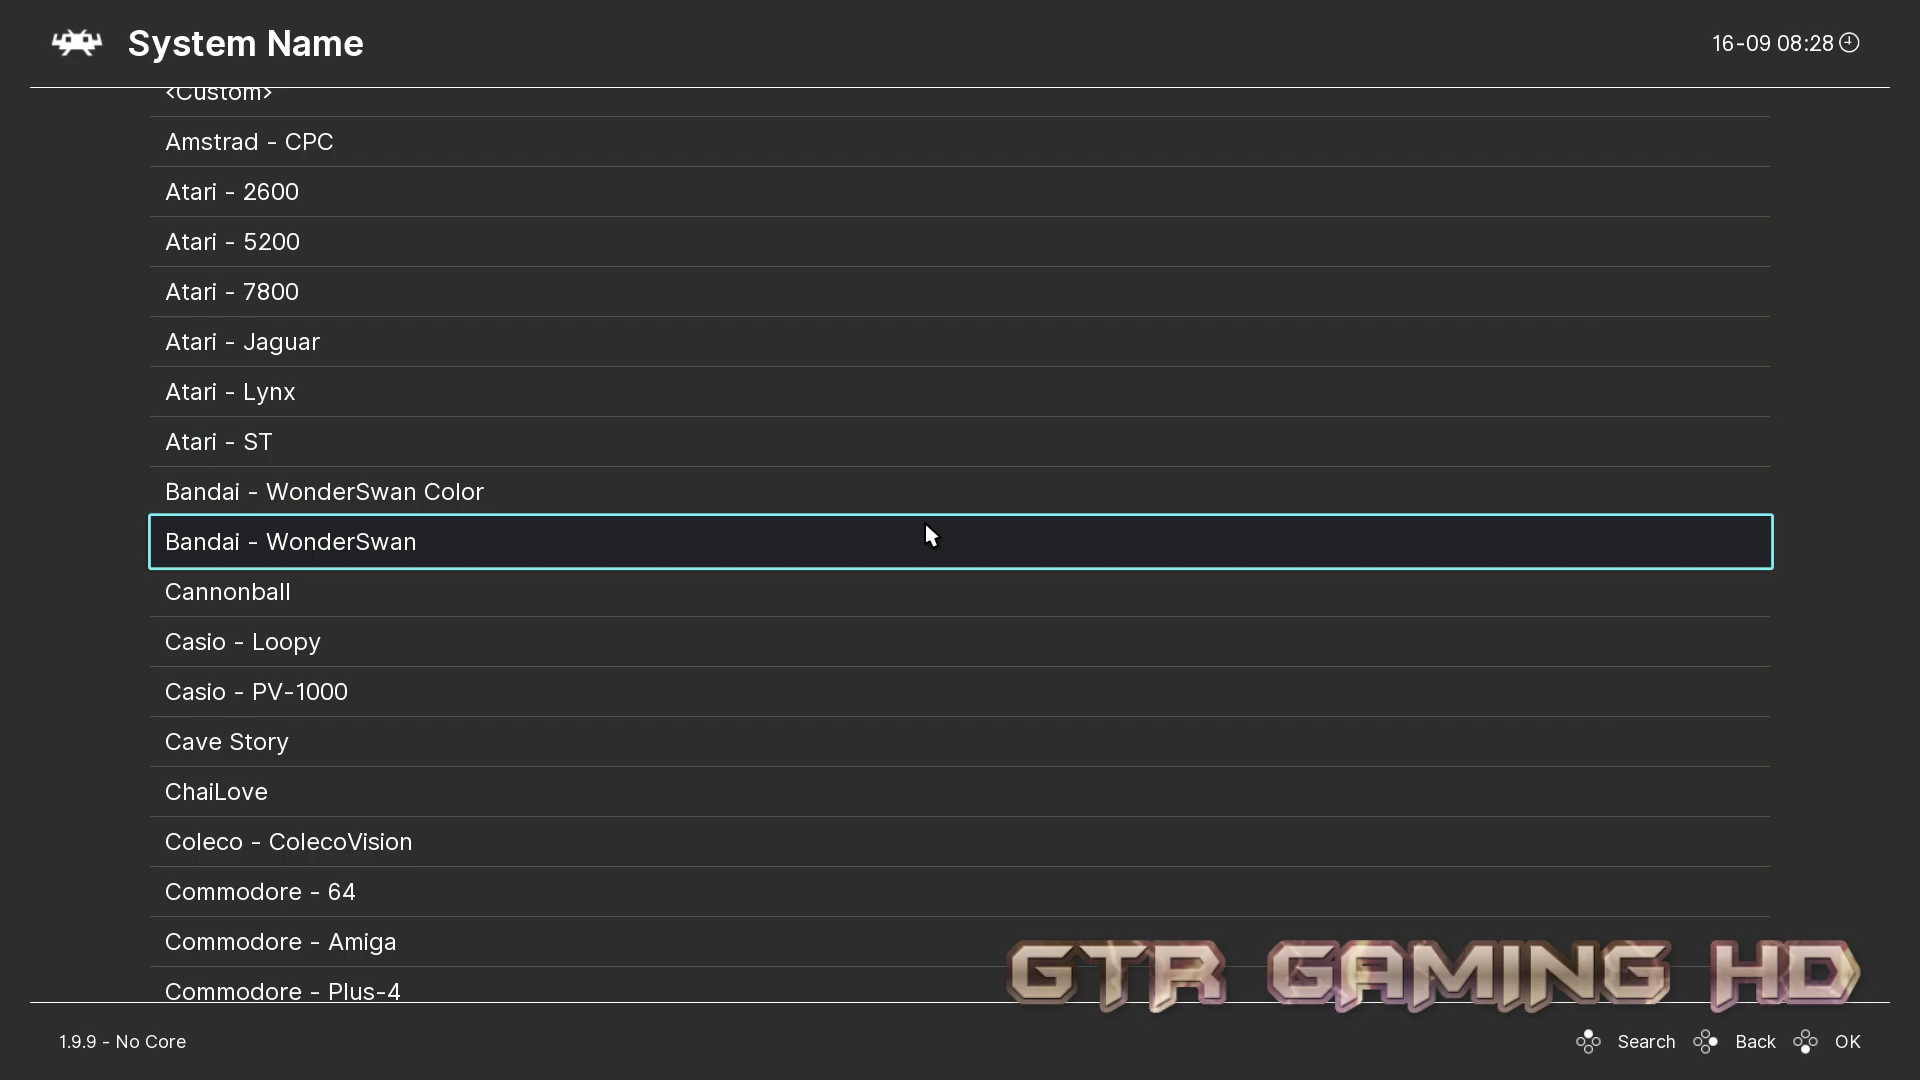 System Name
16-09 08:28
<Custom>
Amstrad - CPC
Atari - 2600
Atari - 5200
Atari - 7800
Atari - Jaguar
Atari - Lynx
Atari - ST
Bandai - WonderSwan Color
Bandai - WonderSwan
Cannonball
Casio - Loopy
Casio - PV-1000
Cave Story
ChaiLove
Coleco - ColecoVision
Commodore - 64
Commodore - Amiga
Commodore - Plus-4
GTR GAMING HD
1.9.9 - No Core
Search
Back
OK